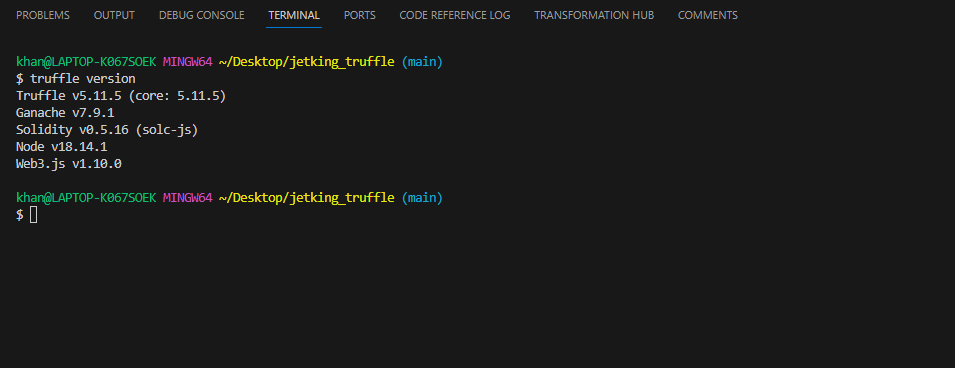 PROBLEMS OUTPUT DEBUG CONSOLE TERMINAL PORTS CODE REFERENCE LOG TRANSFORMATION HUB COMMENTS
khan@LAPTOP-K067SOEK MINGW64 ~/Desktop/jetking_truffle (main)
$ truffle version
Truffle v5.11.5 (core: 5.11.5)
Ganache v7.9.1
Solidity v0.5.16 (solc-js)
Node v18.14.1
Web3.js v1.10.0
khan@LAPTOP-K067SOEK MINGW64 ~/Desktop/jetking_truffle (main)
$